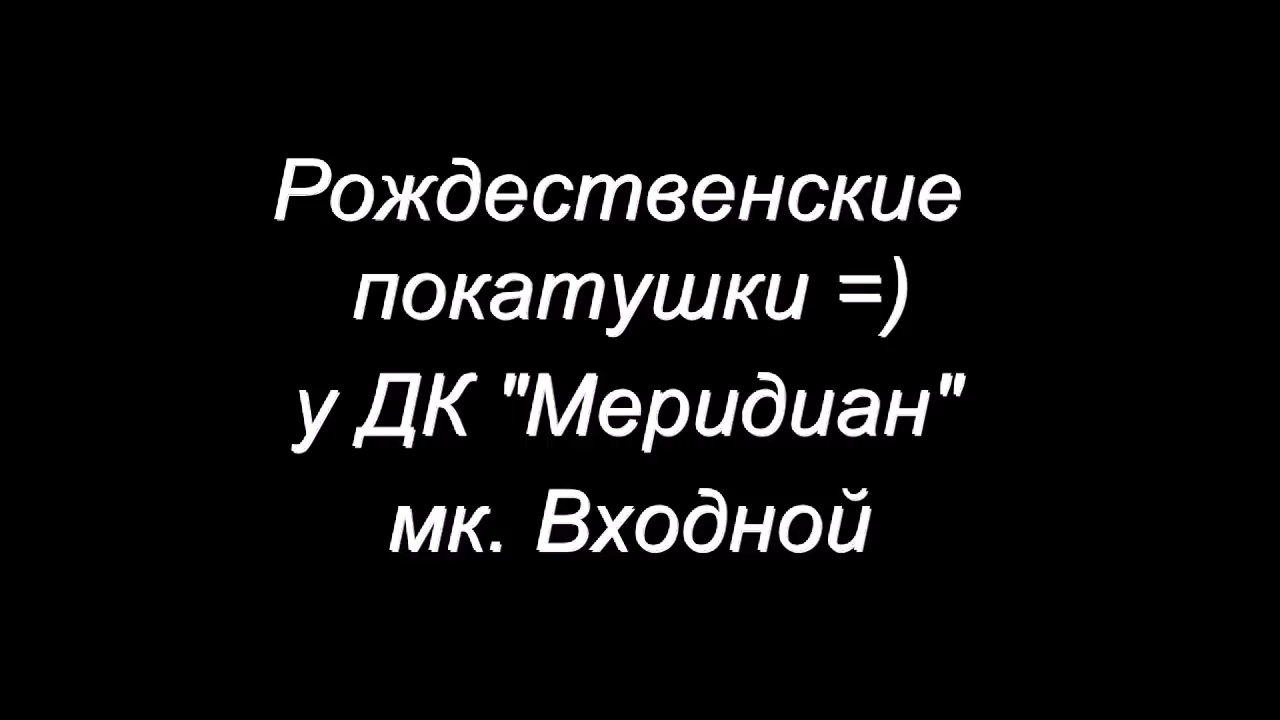 Рождественские
покатушки =)
у ДК "Меридиан"
мк. Входной